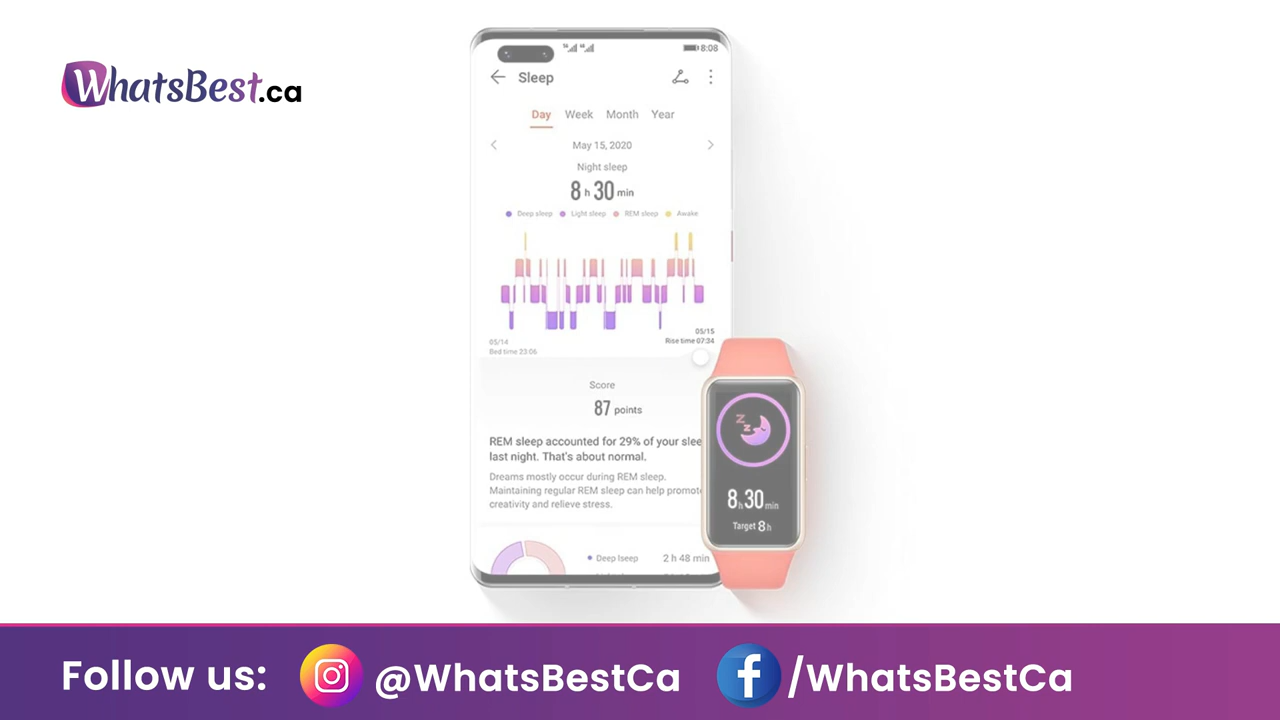 WhatsBest.ca
8:08
Sleep
Day Week Month Year
May 15, 2020
Night sleep
8 h 30 min
Deep sleep Light sleep REM sleep Awake
05/14
Bed time 23:06
05/15
Rise time 07:34
Score
87 points
REM sleep accounted for 29% of your slee
last night. That's about normal.
Dreams mostly occur during REM sleep.
Maintaining regular REM sleep can help promot
creativity and relieve stress.
Deep lseep 2 h 48 min
z z z
8 h 30 min
Target 8 h
Follow us: @WhatsBestCa /WhatsBestCa